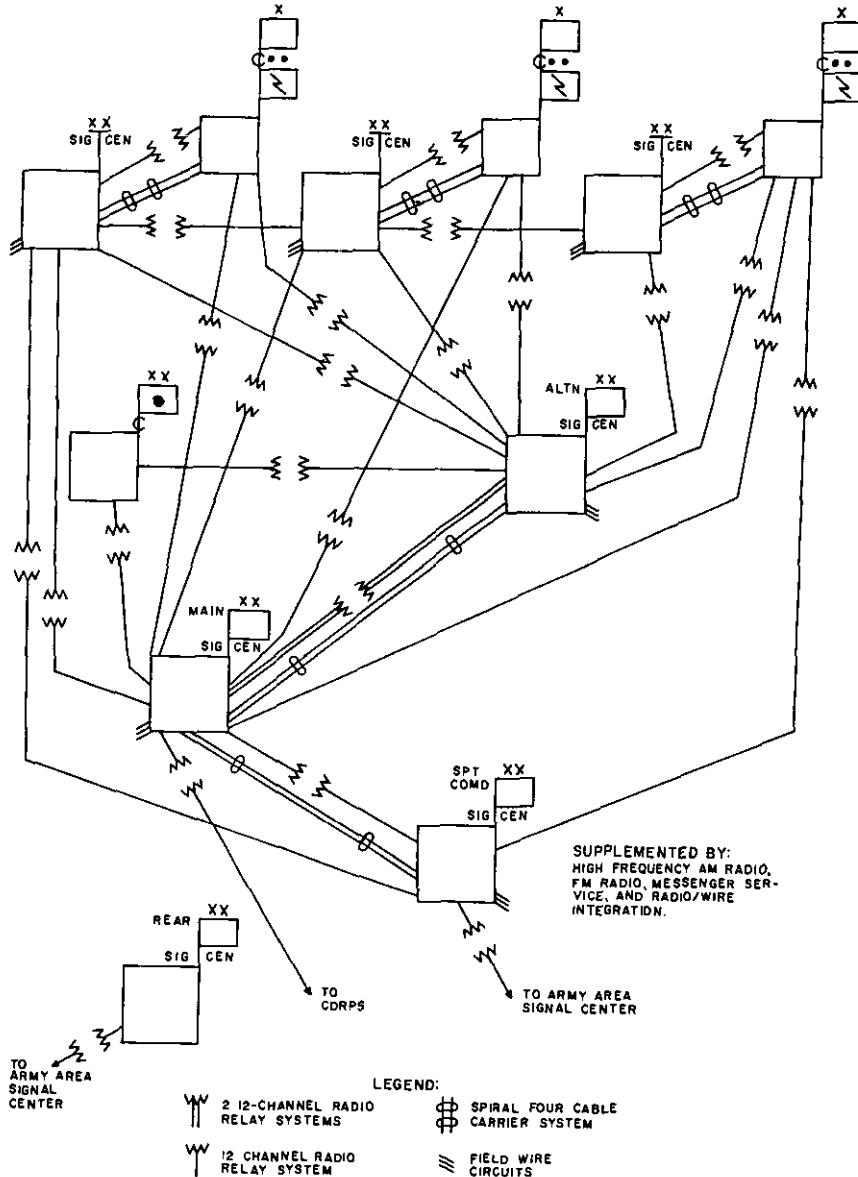 X
X
X
C
C
C
XX
SIG CEN
XX
SIG CEN
XX
SIG CEN
XX
C
ALTN XX
SIG CEN
MAIN XX
SIG CEN
SPT XX
COMD
SIG CEN
SUPPLEMENTED BY:
HIGH FREQUENCY AM RADIO,
FM RADIO, MESSENGER SER-
VICE, AND RADIO/WIRE
INTEGRATION.
REAR XX
SIG CEN
TO
CORPS
TO ARMY AREA
SIGNAL CENTER
TO
ARMY AREA
SIGNAL
CENTER
LEGEND:
2 12-CHANNEL RADIO
RELAY SYSTEMS
SPIRAL FOUR CABLE
CARRIER SYSTEM
12 CHANNEL RADIO
RELAY SYSTEM
FIELD WIRE
CIRCUITS